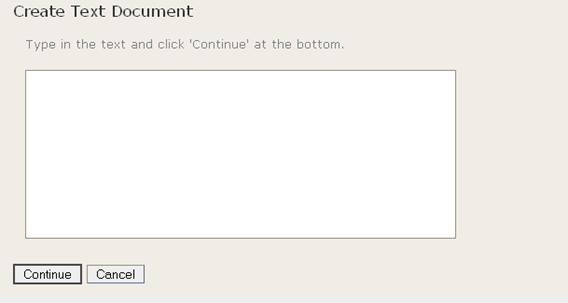 Create Text Document
Type in the text and click 'Continue' at the bottom.
Continue Cancel